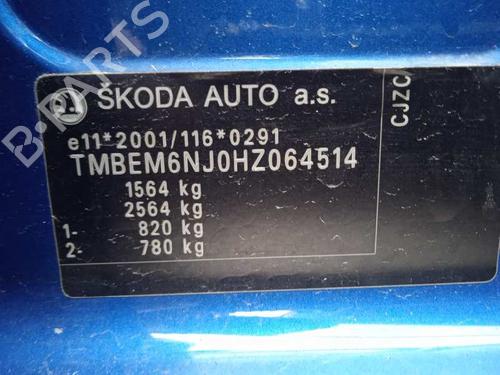 B-PARTS
ŠKODA AUTO a.s.
e11*2001/116*0291
TMBEM6NJ0HZ064514
1564 kg
2564 kg
1- 820 kg
2- 780 kg
CJZC